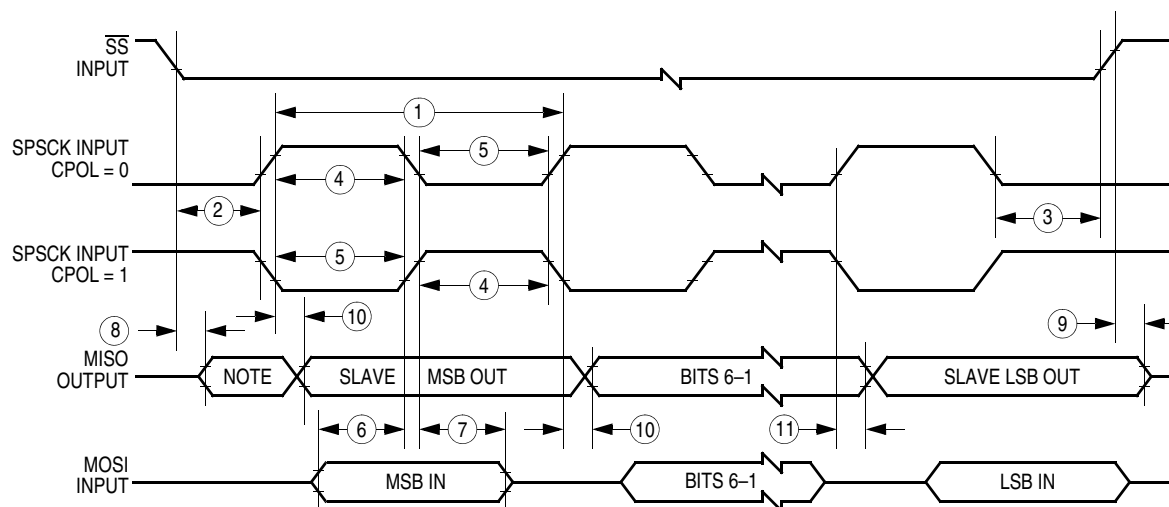 SS
INPUT
1
SPSCK INPUT
CPOL = 0
5
4
2
3
SPSCK INPUT
CPOL = 1
5
4
8
10
9
MISO
OUTPUT
NOTE
SLAVE MSB OUT
BITS 6–1
SLAVE LSB OUT
6
7
10
11
MOSI
INPUT
MSB IN
BITS 6–1
LSB IN